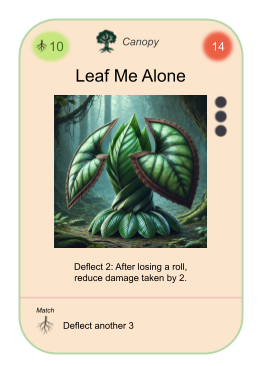 10
Canopy
14
Leaf Me Alone
Deflect 2: After losing a roll,
reduce damage taken by 2.
Match
Deflect another 3